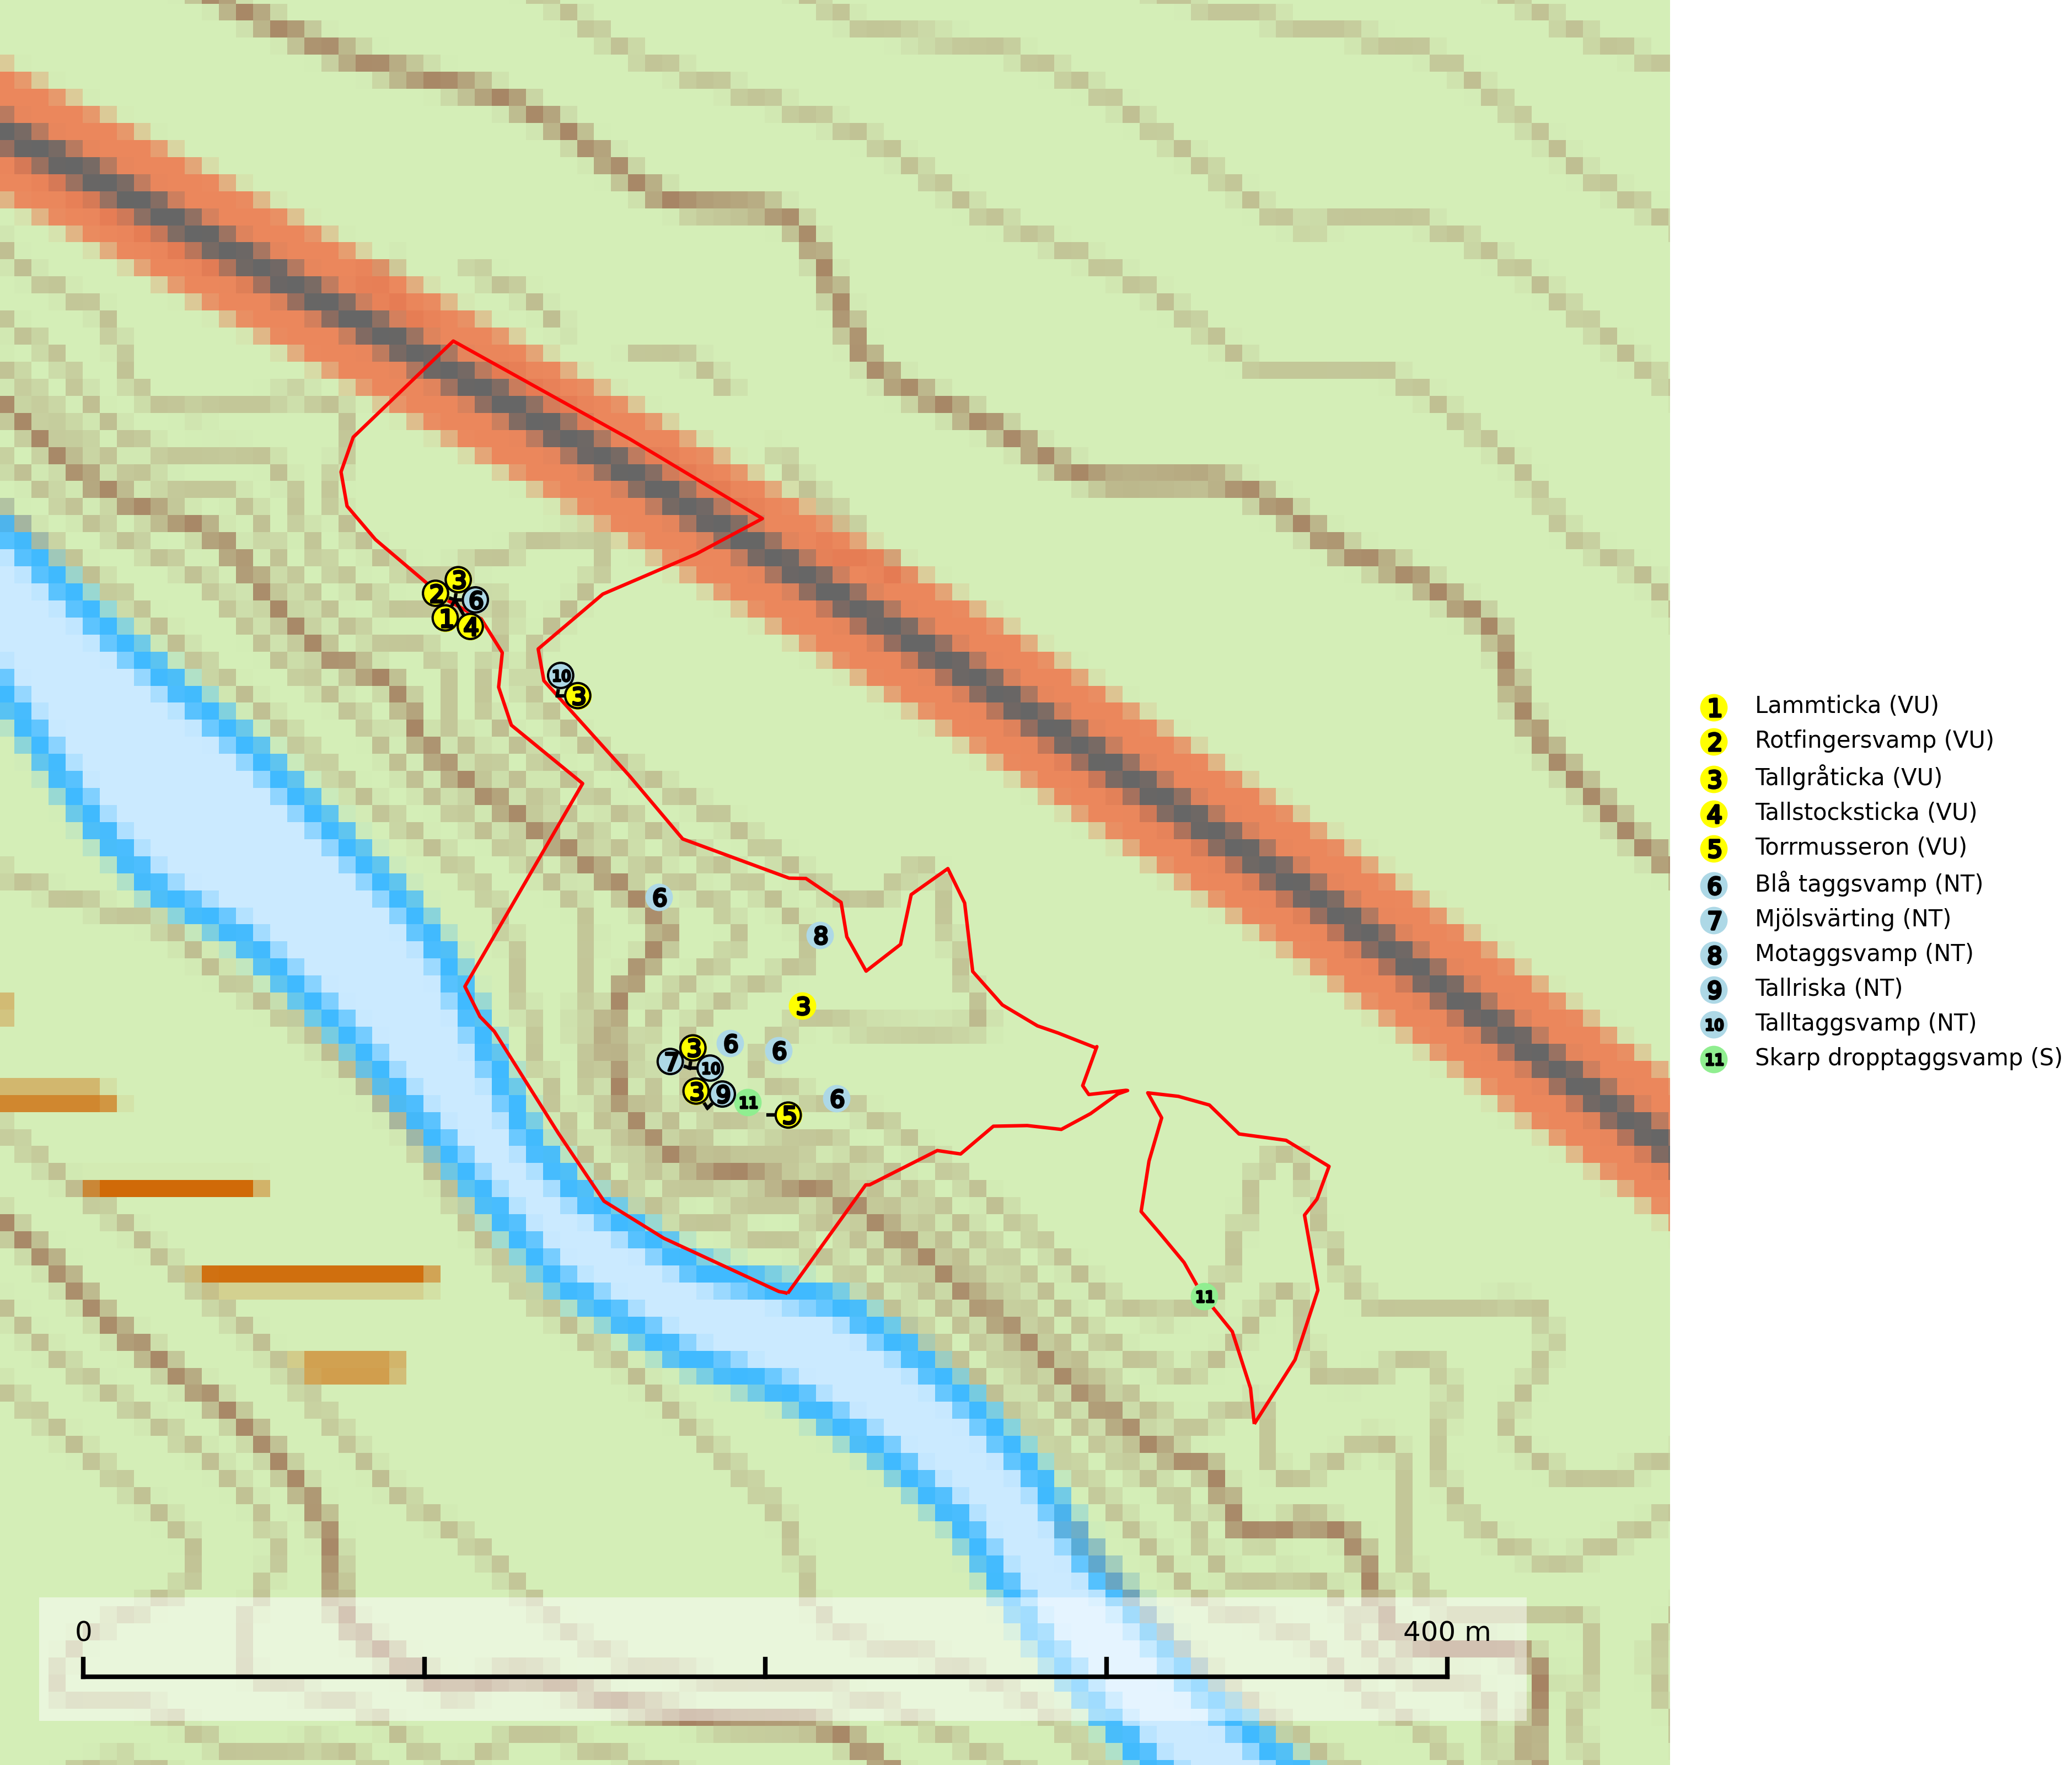 3
2
6
1
4
10
3
6
8
3
3
6
6
7
10
3
9
11
6
5
11
1 Lammticka (VU)
2 Rotfingersvamp (VU)
3 Tallgråticka (VU)
4 Tallstocksticka (VU)
5 Torrmusseron (VU)
6 Blå taggsvamp (NT)
7 Mjölsvärting (NT)
8 Motaggsvamp (NT)
9 Tallriska (NT)
10 Talltaggsvamp (NT)
11 Skarp dropptaggsvamp (S)
0 400 m